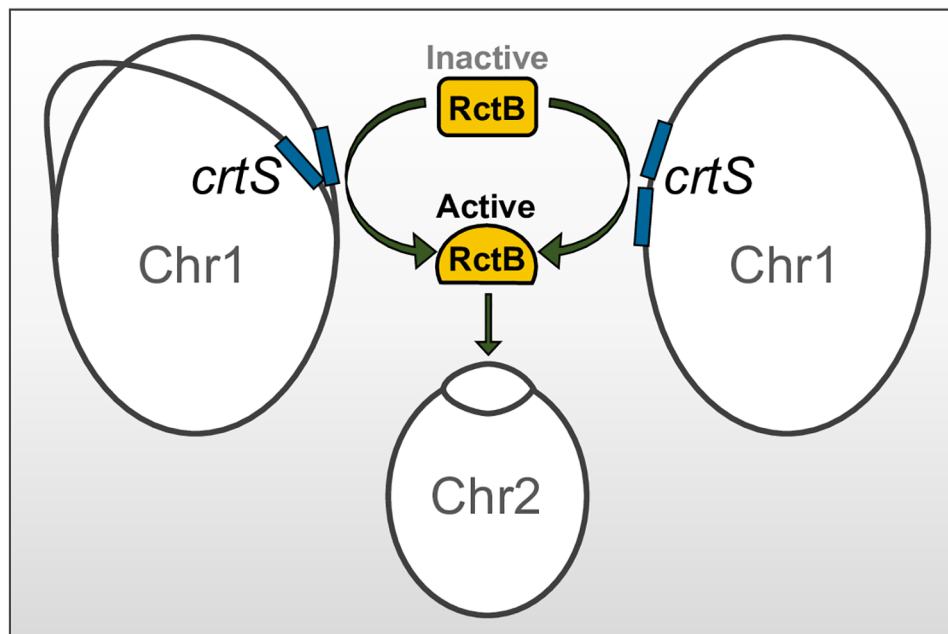 Inactive
RctB
crtS
crtS
Active
RctB
Chr1
Chr1
Chr2